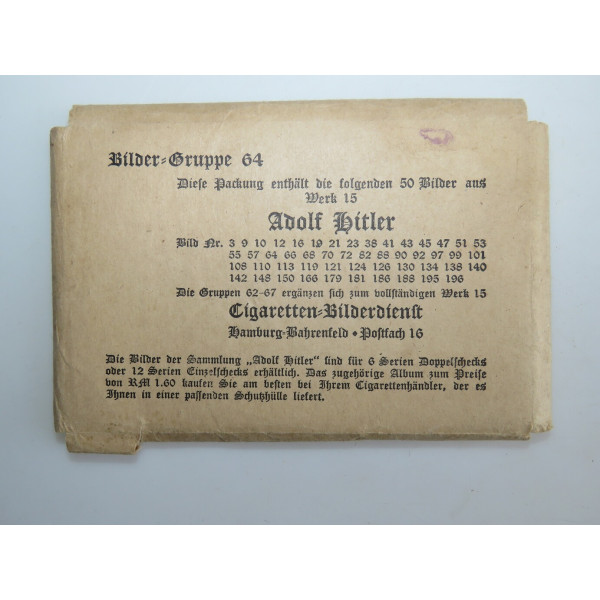 Bilder-Gruppe 64
Diese Packung enthält die folgenden 50 Bilder aus
Werk 15
Adolf Hitler
Bild Nr. 3 9 10 12 16 19 21 23 38 41 43 45 47 51 53
55 57 64 66 68 70 72 82 88 90 92 97 99 101
108 110 113 119 121 124 126 134 138 140
142 148 150 166 179 181 185 188 195 196
Die Gruppen 62-67 ergänzen sich zum vollständigen Werk 15
Cigaretten-Bilderdienst
Hamburg-Bahrenfeld • Postfach 16
Die Bilder der Sammlung „Adolf Hitler" sind für 6 Serien Doppelschecks
oder 12 Serien Einzelschecks erhältlich. Das zugehörige Album zum Preise
von RM 1.60 kaufen Sie am besten bei Ihrem Cigarettenhändler, der es
Ihnen in einer passenden Schutzhülle liefert.